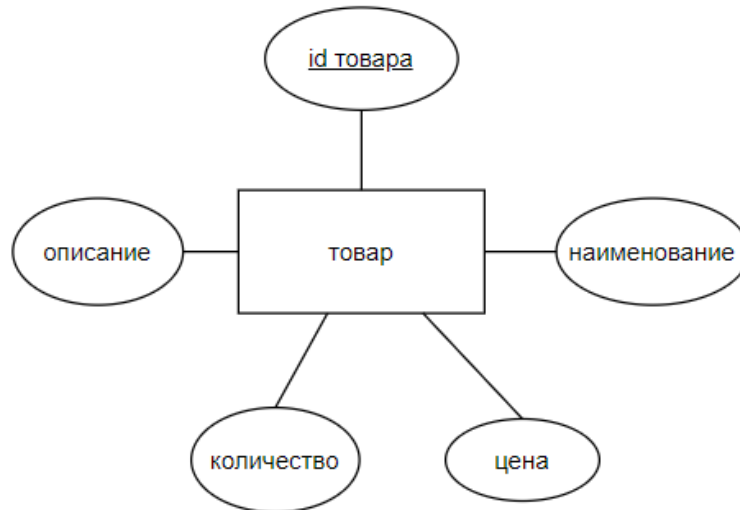 id товара
описание
товар
наименование
количество
цена